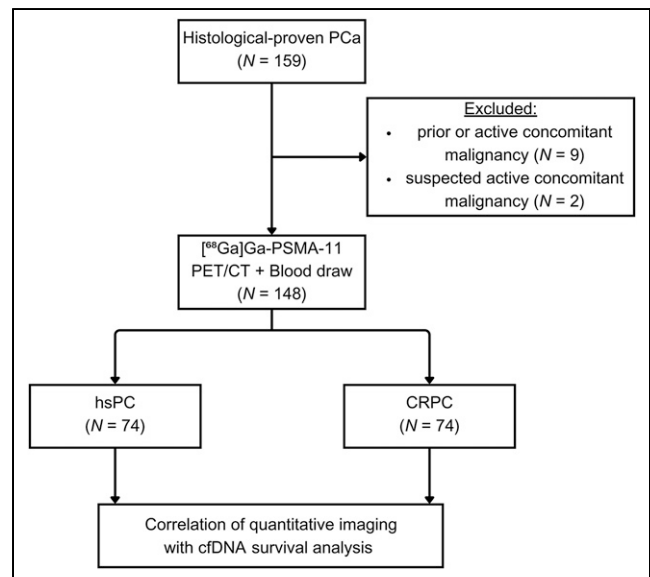 Histological-proven PCa
(N = 159)
Excluded:
• prior or active concomitant
malignancy (N = 9)
• suspected active concomitant
malignancy (N = 2)
[⁶⁸Ga]Ga-PSMA-11
PET/CT + Blood draw
(N = 148)
hsPC
(N = 74)
CRPC
(N = 74)
Correlation of quantitative imaging
with cfDNA survival analysis